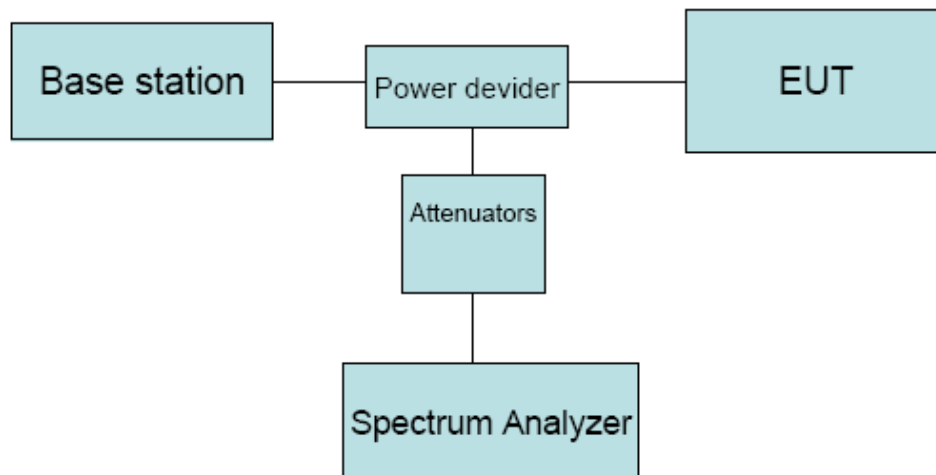 Base station
Power devider
EUT
Attenuators
Spectrum Analyzer